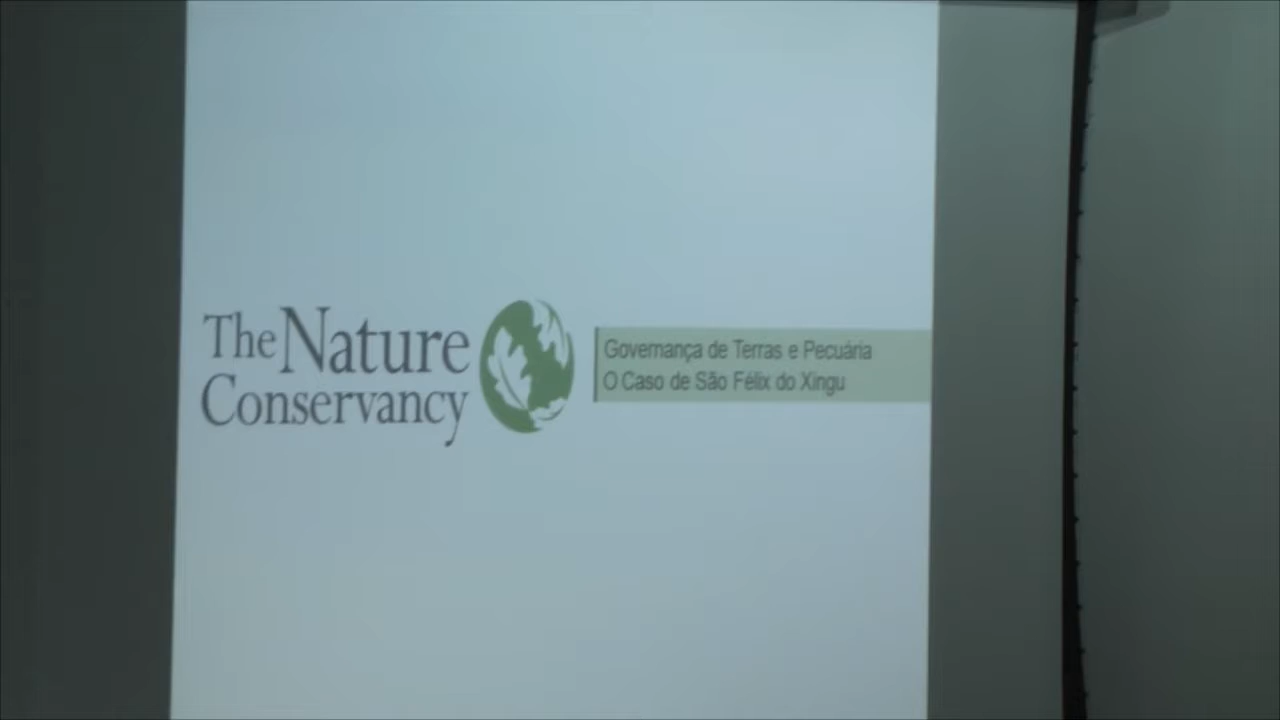 The Nature
Conservancy
Governança de Terras e Pecuária
O Caso de São Félix do Xingu